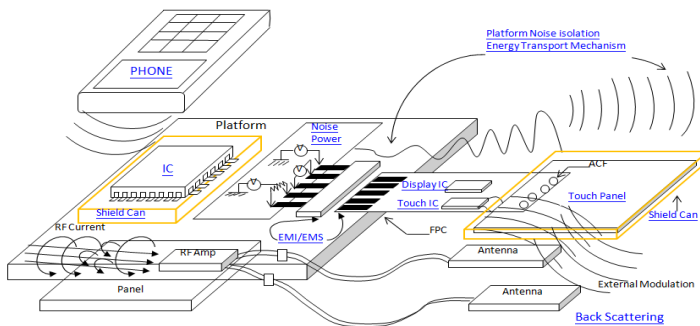 Platform Noise isolation
Energy Transport Mechanism
PHONE
Platform
Noise
Power
V
V
V
IC
ACF
Display IC
Touch Panel
Touch IC
Shield Can
Shield Can
RF Current
EMI/EMS
FPC
RF Amp
Antenna
External Modulation
Panel
Antenna
Back Scattering